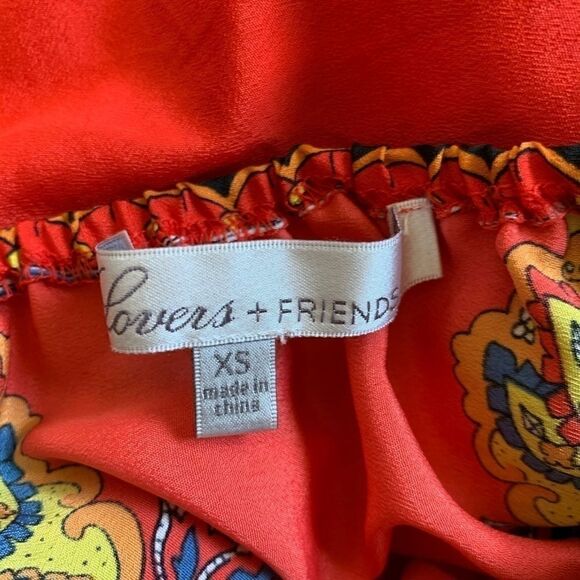 Lovers + FRIENDS
XS
made in
china